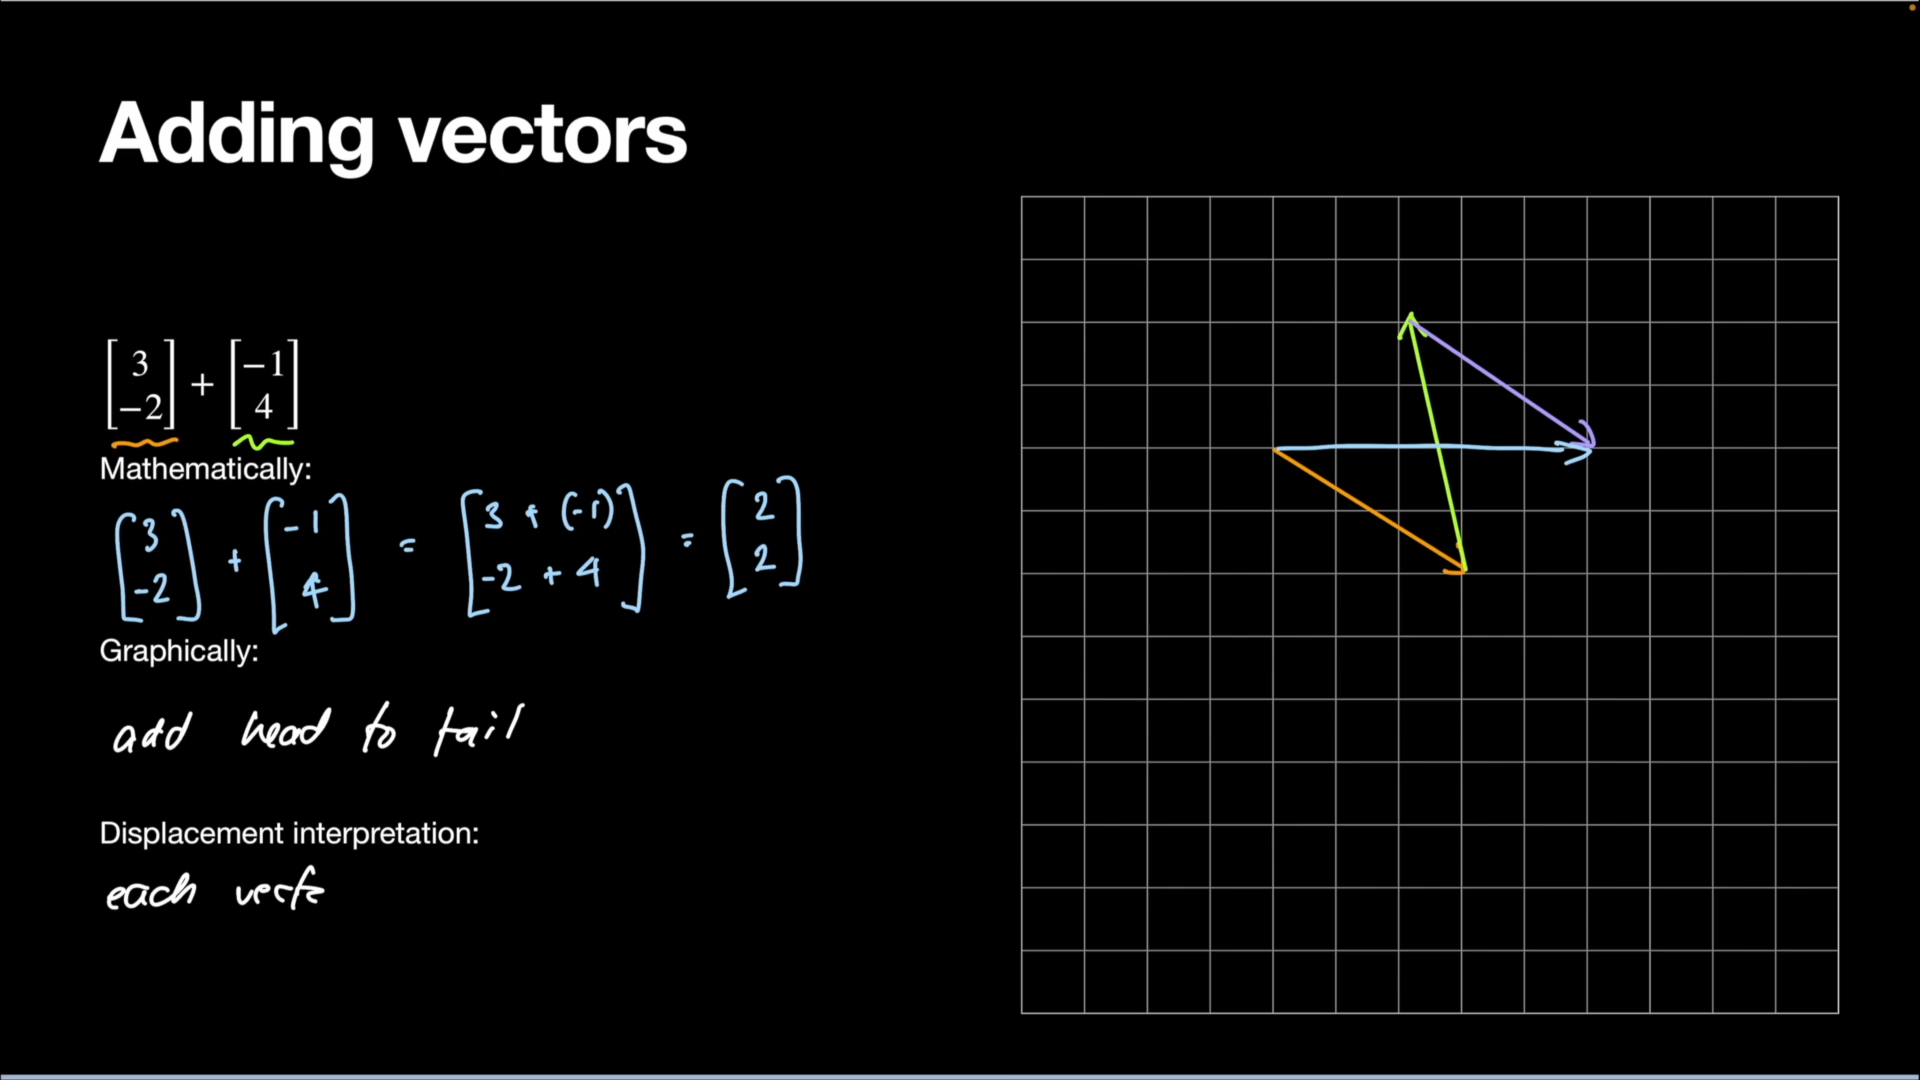 Adding vectors
[3 -2] + [-1 4]
Mathematically:
[3 -2] + [-1 4] = [3 + (-1) -2 + 4] = [2 2]
Graphically:
add head to tail
Displacement interpretation:
each vecto